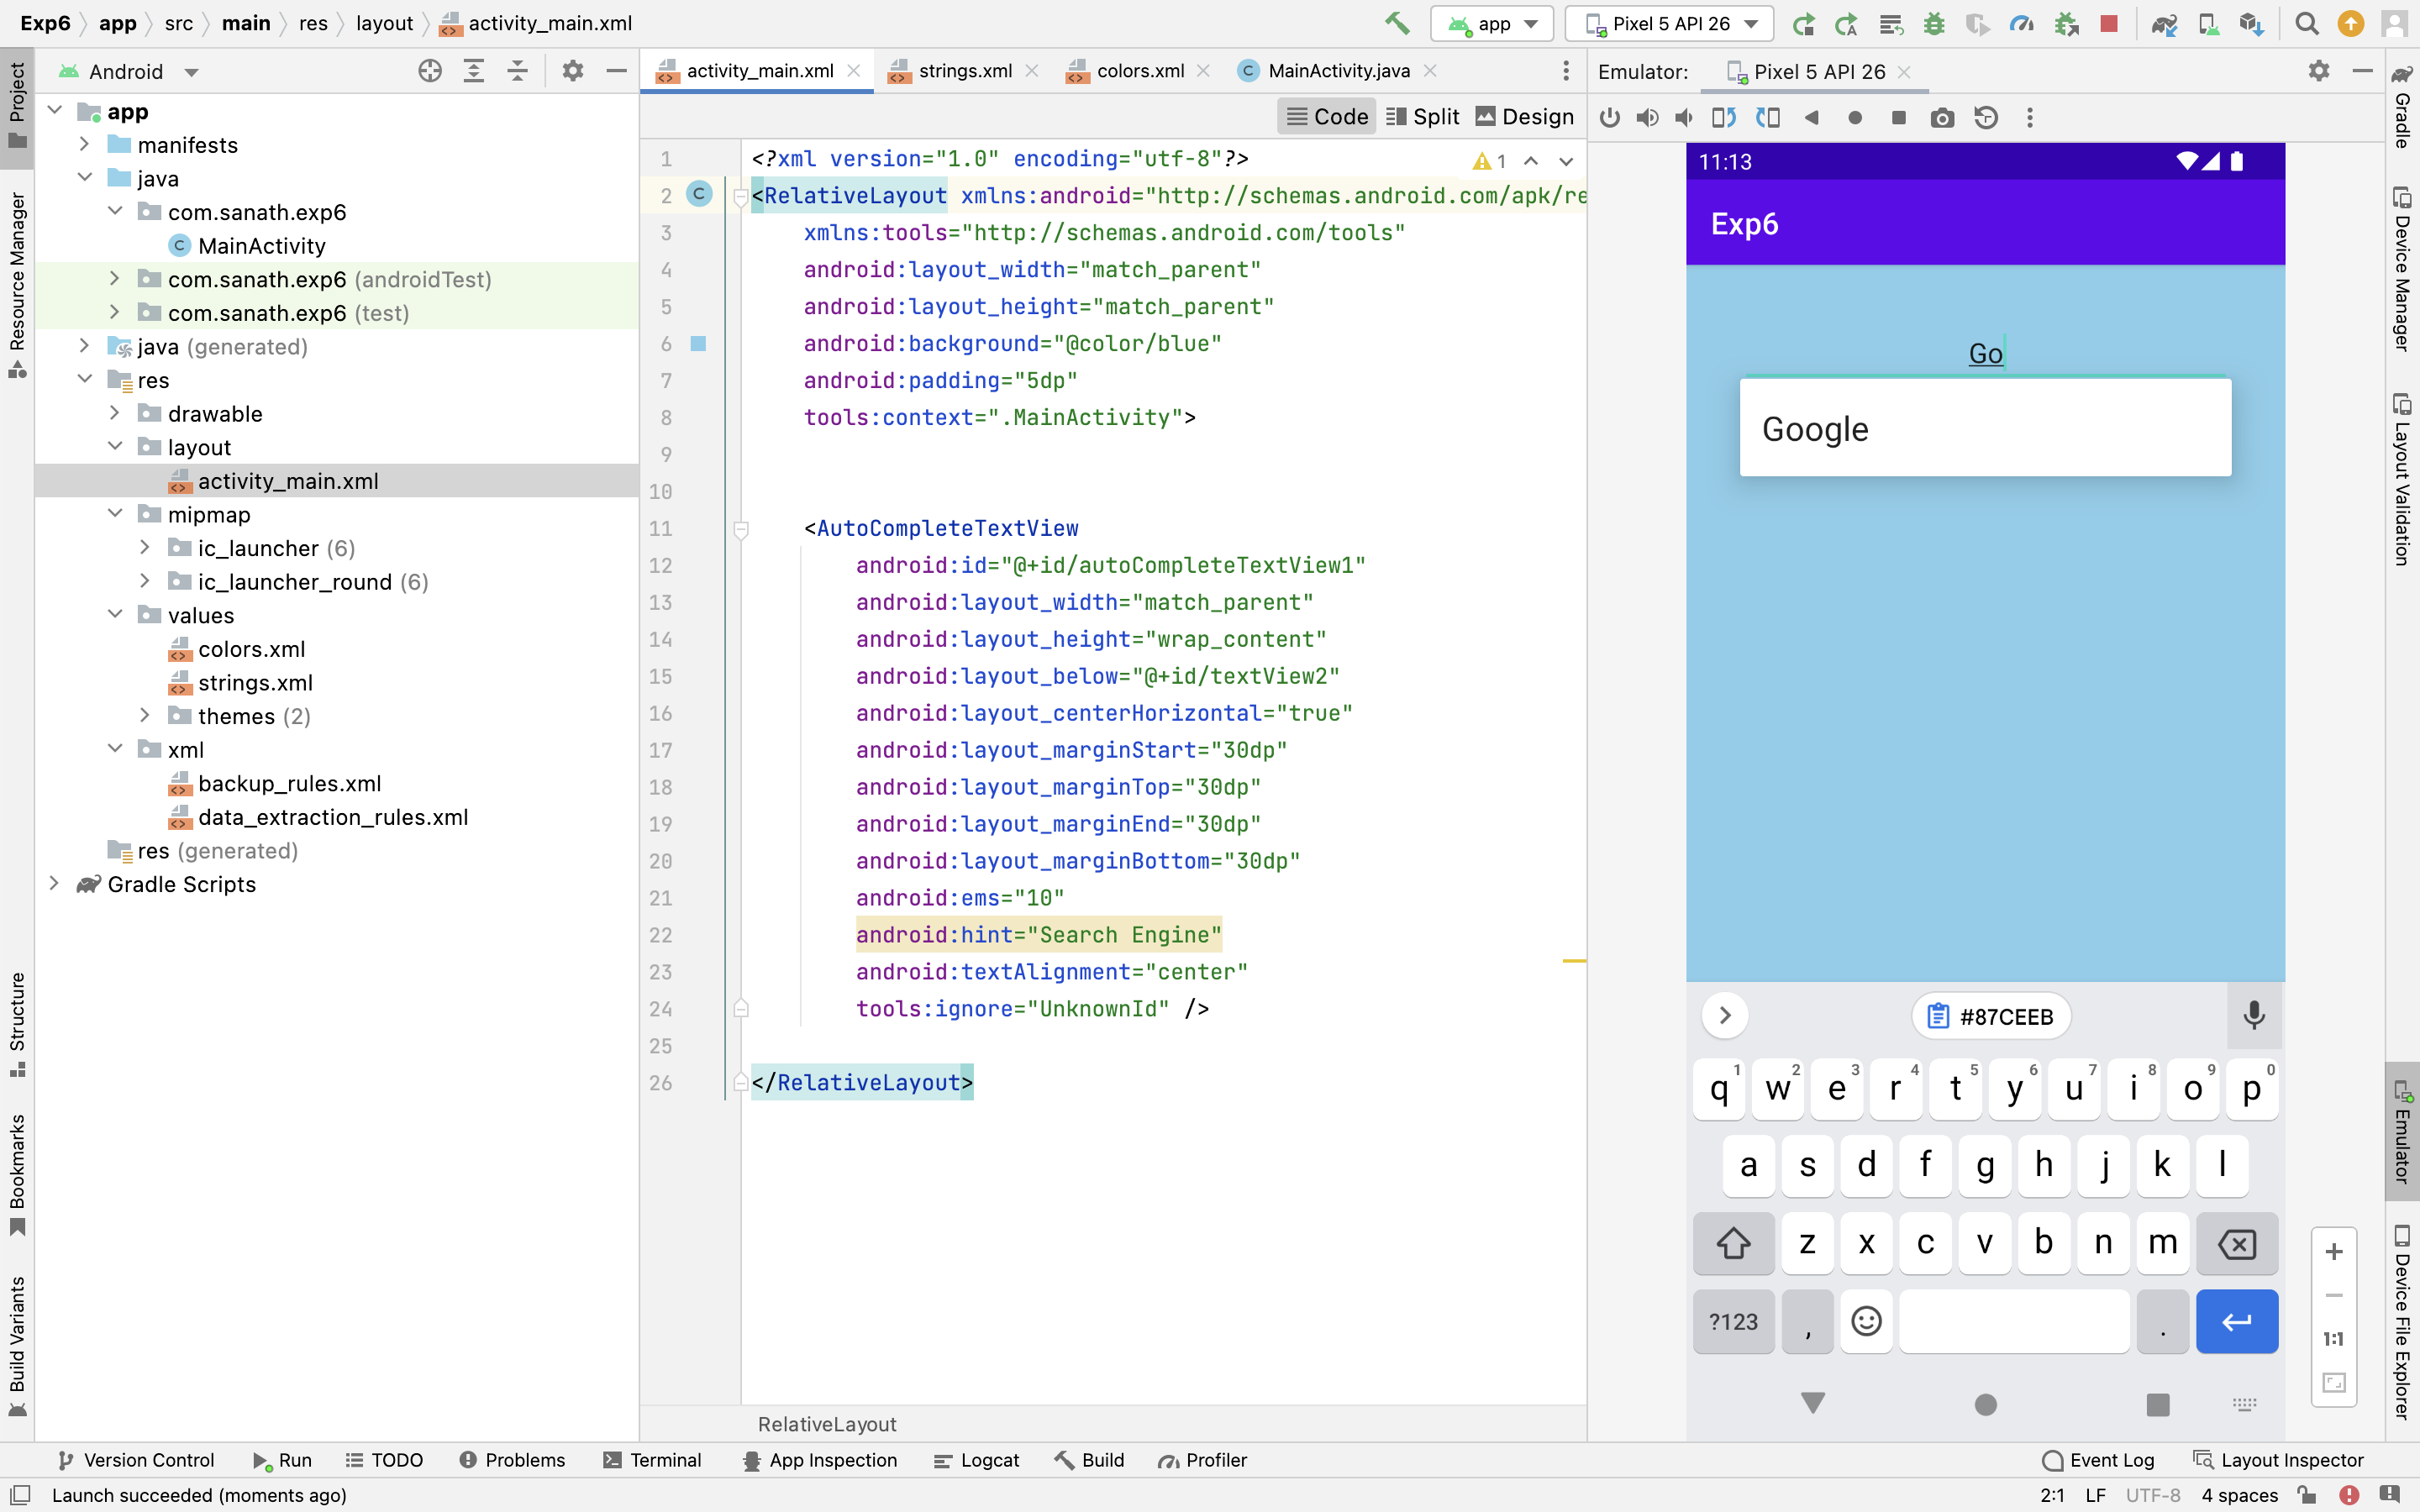 Exp6 app src main res layout activity_main.xml
app
Pixel 5 API 26
Project
Resource Manager
Structure
Bookmarks
Build Variants
Android
app
manifests
java
com.sanath.exp6
MainActivity
com.sanath.exp6 (androidTest)
com.sanath.exp6 (test)
java (generated)
res
drawable
layout
activity_main.xml
mipmap
ic_launcher (6)
ic_launcher_round (6)
values
colors.xml
strings.xml
themes (2)
xml
backup_rules.xml
data_extraction_rules.xml
res (generated)
Gradle Scripts
activity_main.xml strings.xml colors.xml MainActivity.java
Code Split Design
1
1 <?xml version="1.0" encoding="utf-8"?>
2 <RelativeLayout xmlns:android="http://schemas.android.com/apk/re
3 xmlns:tools="http://schemas.android.com/tools"
4 android:layout_width="match_parent"
5 android:layout_height="match_parent"
6 android:background="@color/blue"
7 android:padding="5dp"
8 tools:context=".MainActivity">
9
10
11 <AutoCompleteTextView
12 android:id="@+id/autoCompleteTextView1"
13 android:layout_width="match_parent"
14 android:layout_height="wrap_content"
15 android:layout_below="@+id/textView2"
16 android:layout_centerHorizontal="true"
17 android:layout_marginStart="30dp"
18 android:layout_marginTop="30dp"
19 android:layout_marginEnd="30dp"
20 android:layout_marginBottom="30dp"
21 android:ems="10"
22 android:hint="Search Engine"
23 android:textAlignment="center"
24 tools:ignore="UnknownId" />
25
26 </RelativeLayout>
RelativeLayout
Emulator: Pixel 5 API 26
11:13
Exp6
Go
Google
#87CEEB
q1 w2 e3 r4 t5 y6 u7 i8 o9 p0
a s d f g h j k l
z x c v b n m
?123 , .
1:1
Gradle
Device Manager
Layout Validation
Emulator
Device File Explorer
Version Control Run TODO Problems Terminal App Inspection Logcat Build Profiler Event Log Layout Inspector
Launch succeeded (moments ago) 2:1 LF UTF-8 4 spaces